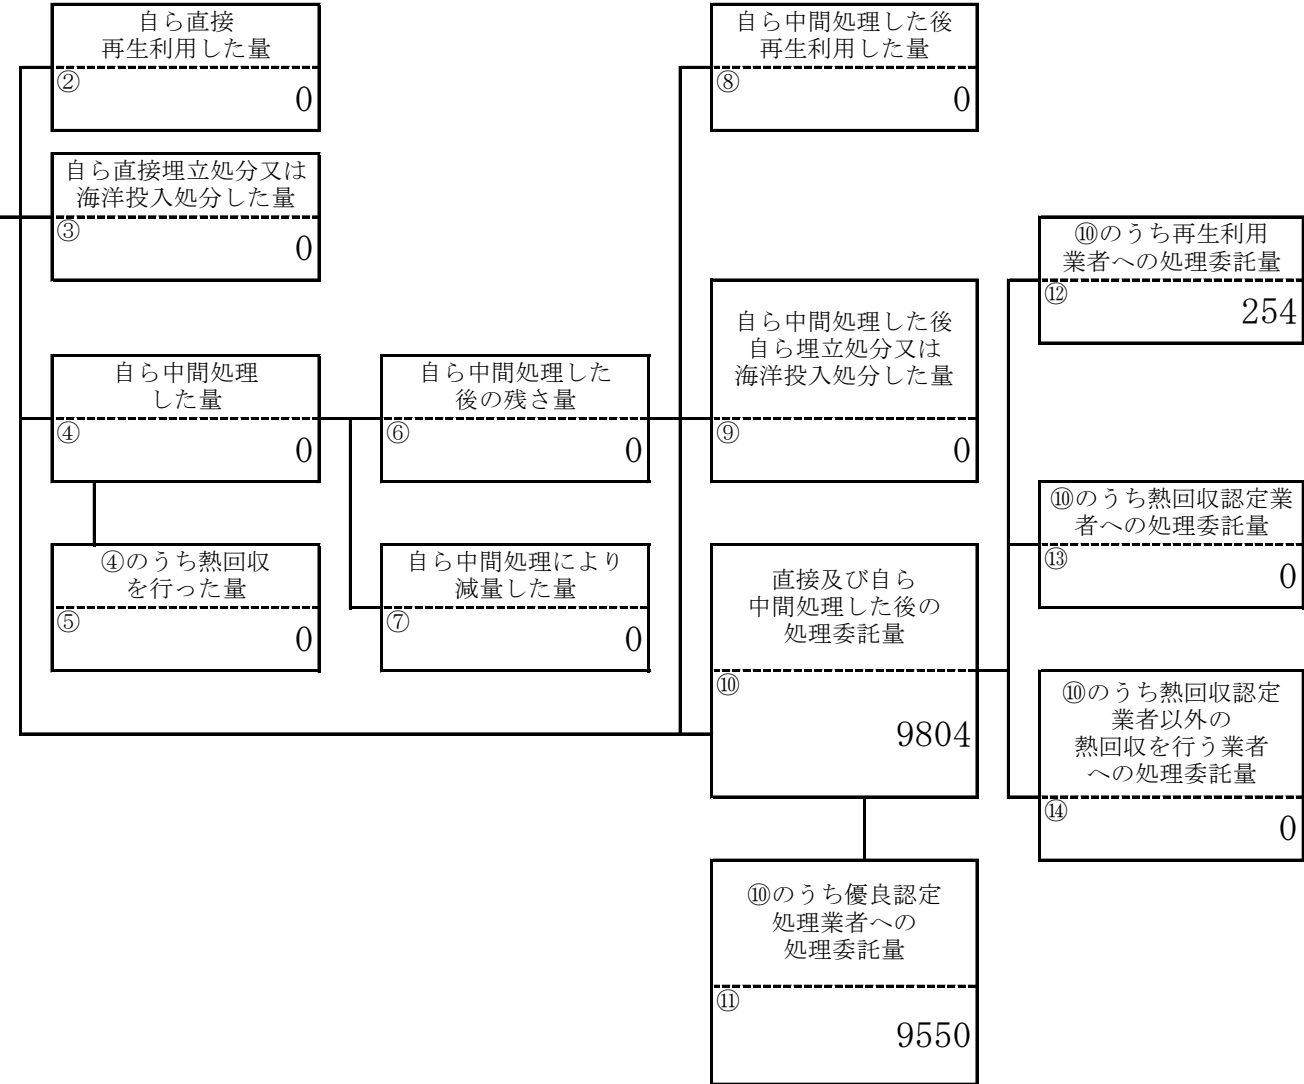 自ら直接
再生利用した量
②
0
自ら直接埋立処分又は
海洋投入処分した量
③
0
自ら中間処理
した量
④
0
④のうち熱回収
を行った量
⑤
0
自ら中間処理した
後の残さ量
⑥
0
自ら中間処理により
減量した量
⑦
0
自ら中間処理した後
再生利用した量
⑧
0
自ら中間処理した後
自ら埋立処分又は
海洋投入処分した量
⑨
0
直接及び自ら
中間処理した後の
処理委託量
⑩
9804
⑩のうち優良認定
処理業者への
処理委託量
⑪
9550
⑩のうち再生利用
業者への処理委託量
⑫
254
⑩のうち熱回収認定業
者への処理委託量
⑬
0
⑩のうち熱回収認定
業者以外の
熱回収を行う業者
への処理委託量
⑭
0